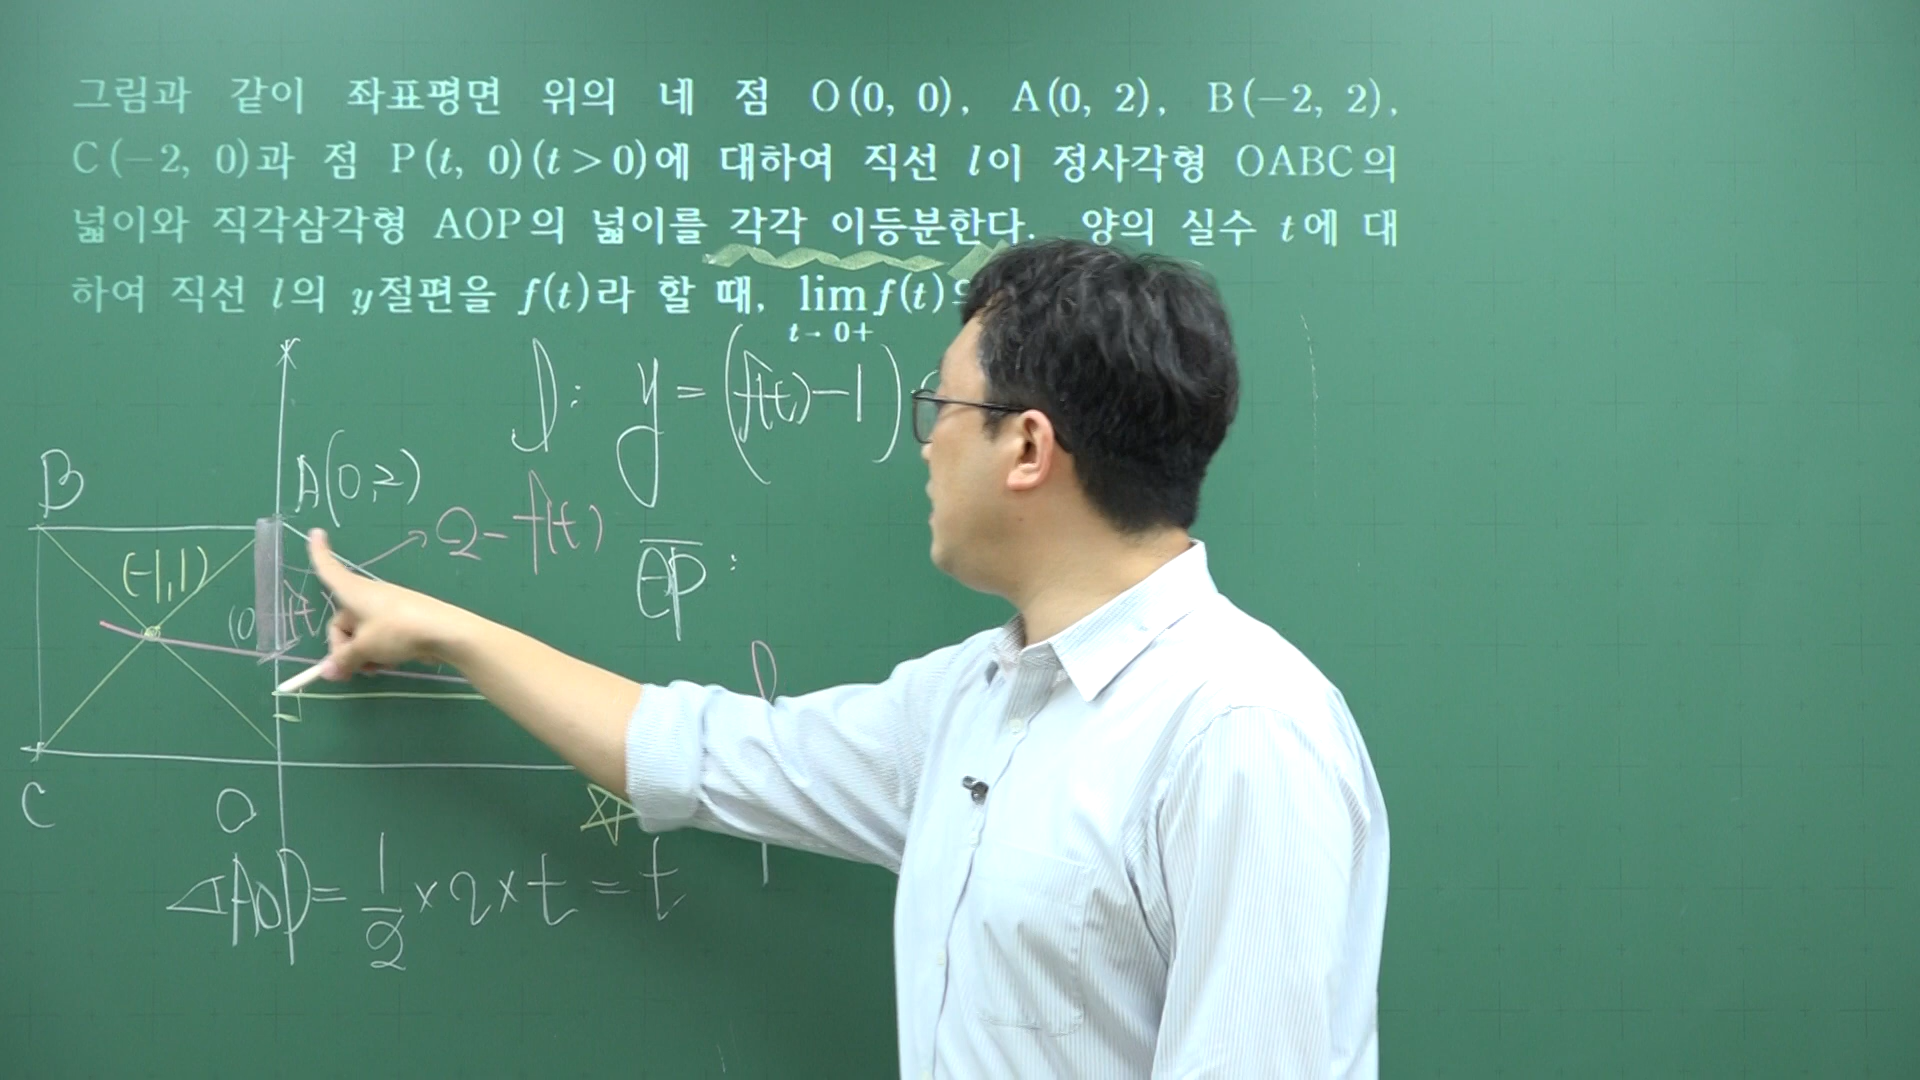 그림과 같이 좌표평면 위의 네 점 O(0, 0), A(0, 2), B(−2, 2),
C(−2, 0)과 점 P(t, 0)(t>0)에 대하여 직선 l이 정사각형 OABC의
넓이와 직각삼각형 AOP의 넓이를 각각 이등분한다. 양의 실수 t에 대
하여 직선 l의 y절편을 f(t)라 할 때, lim f(t)
t→0+
l: y = (f(t)−1)
B
A(0,2)
2−f(t)
(−1,1)
(0
f(t)
P:
l
C
O
△AOP = 1/2 × 2 × t = t